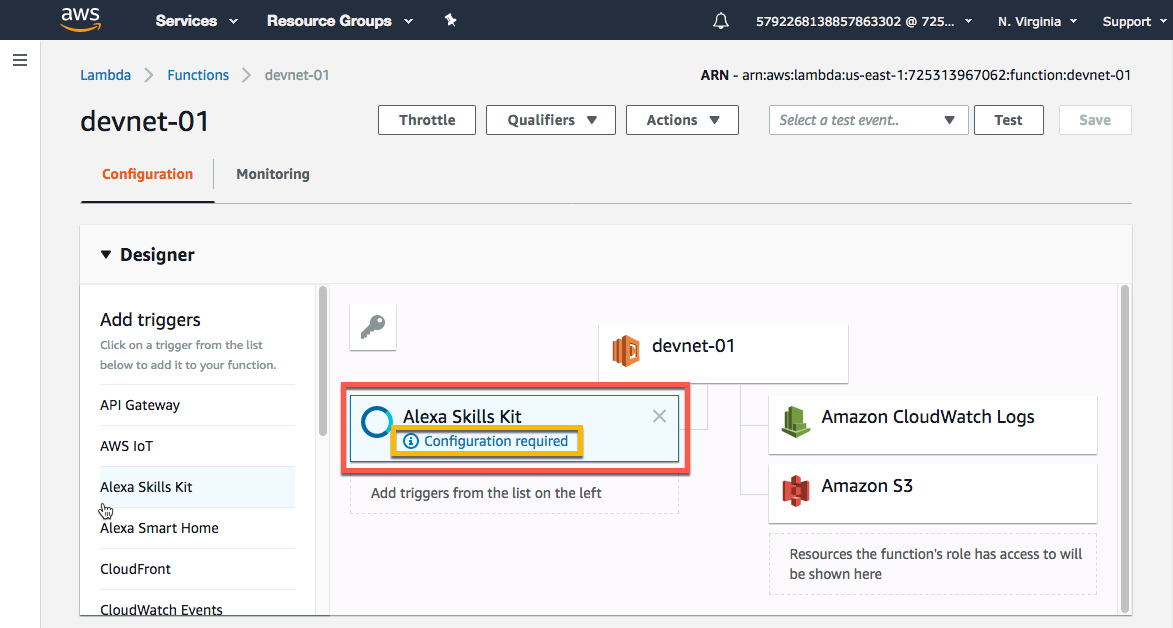 aws Services Resource Groups 5792268138857863302 @ 725... N. Virginia Support
Lambda Functions devnet-01 ARN - arn:aws:lambda:us-east-1:725313967062:function:devnet-01
devnet-01 Throttle Qualifiers Actions Select a test event.. Test Save
Configuration Monitoring
Designer
Add triggers
Click on a trigger from the list
below to add it to your function.
API Gateway
AWS IoT
Alexa Skills Kit
Alexa Smart Home
CloudFront
CloudWatch Events
devnet-01
Alexa Skills Kit
Configuration required
Add triggers from the list on the left
Amazon CloudWatch Logs
Amazon S3
Resources the function's role has access to will
be shown here